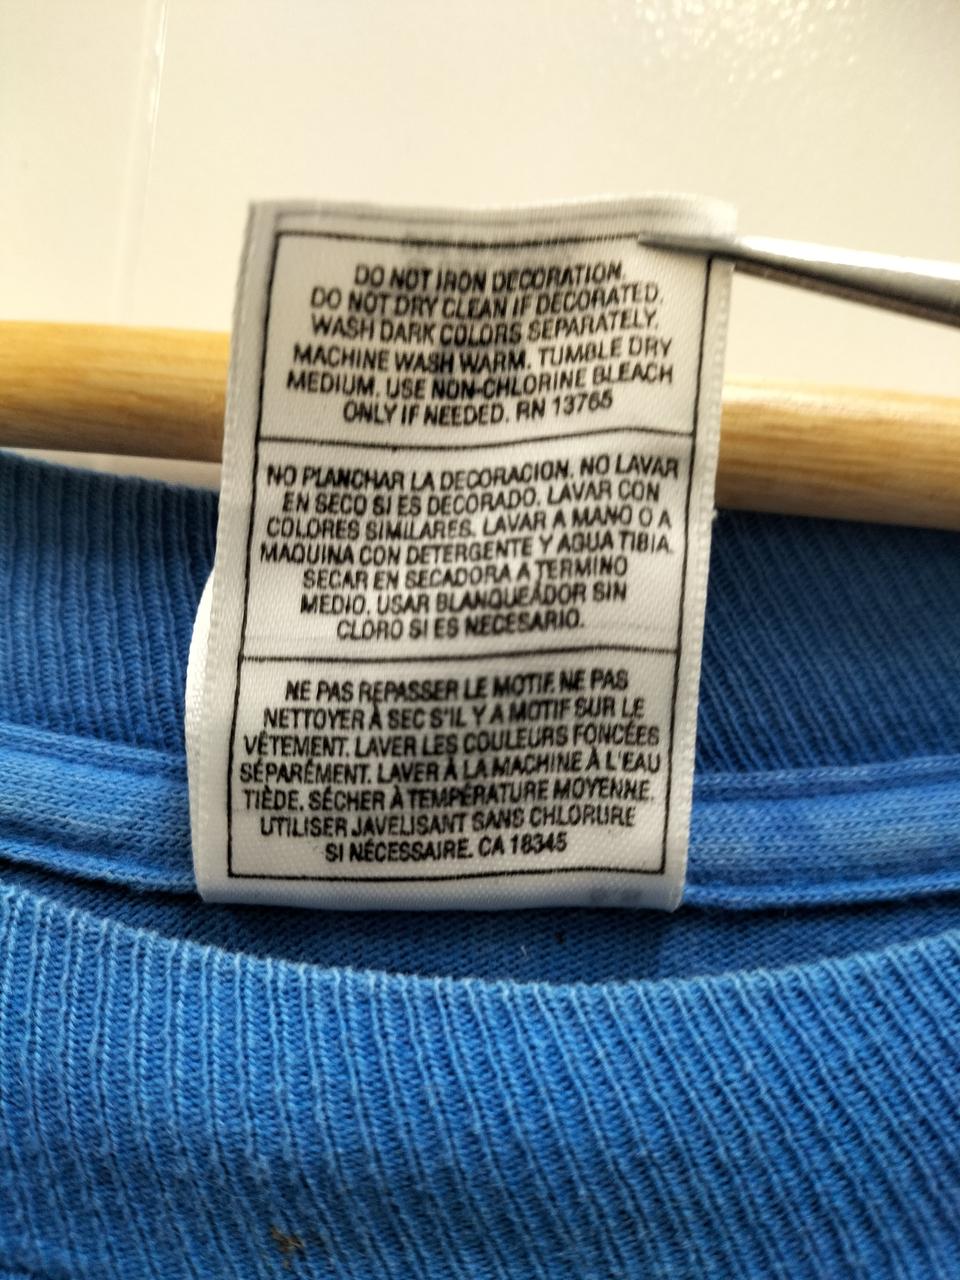 DO NOT IRON DECORATION.
DO NOT DRY CLEAN IF DECORATED.
WASH DARK COLORS SEPARATELY.
MACHINE WASH WARM. TUMBLE DRY
MEDIUM. USE NON-CHLORINE BLEACH
ONLY IF NEEDED. RN 13765
NO PLANCHAR LA DECORACION. NO LAVAR
EN SECO SI ES DECORADO. LAVAR CON
COLORES SIMILARES. LAVAR A MANO O A
MAQUINA CON DETERGENTE Y AGUA TIBIA.
SECAR EN SECADORA A TERMINO
MEDIO. USAR BLANQUEADOR SIN
CLORO SI ES NECESARIO.
NE PAS REPASSER LE MOTIF. NE PAS
NETTOYER À SEC S'IL Y A MOTIF SUR LE
VÊTEMENT. LAVER LES COULEURS FONCÉES
SÉPARÉMENT. LAVER À LA MACHINE À L'EAU
TIÈDE. SÉCHER À TEMPÉRATURE MOYENNE.
UTILISER JAVELISANT SANS CHLORURE
SI NÉCESSAIRE. CA 18345